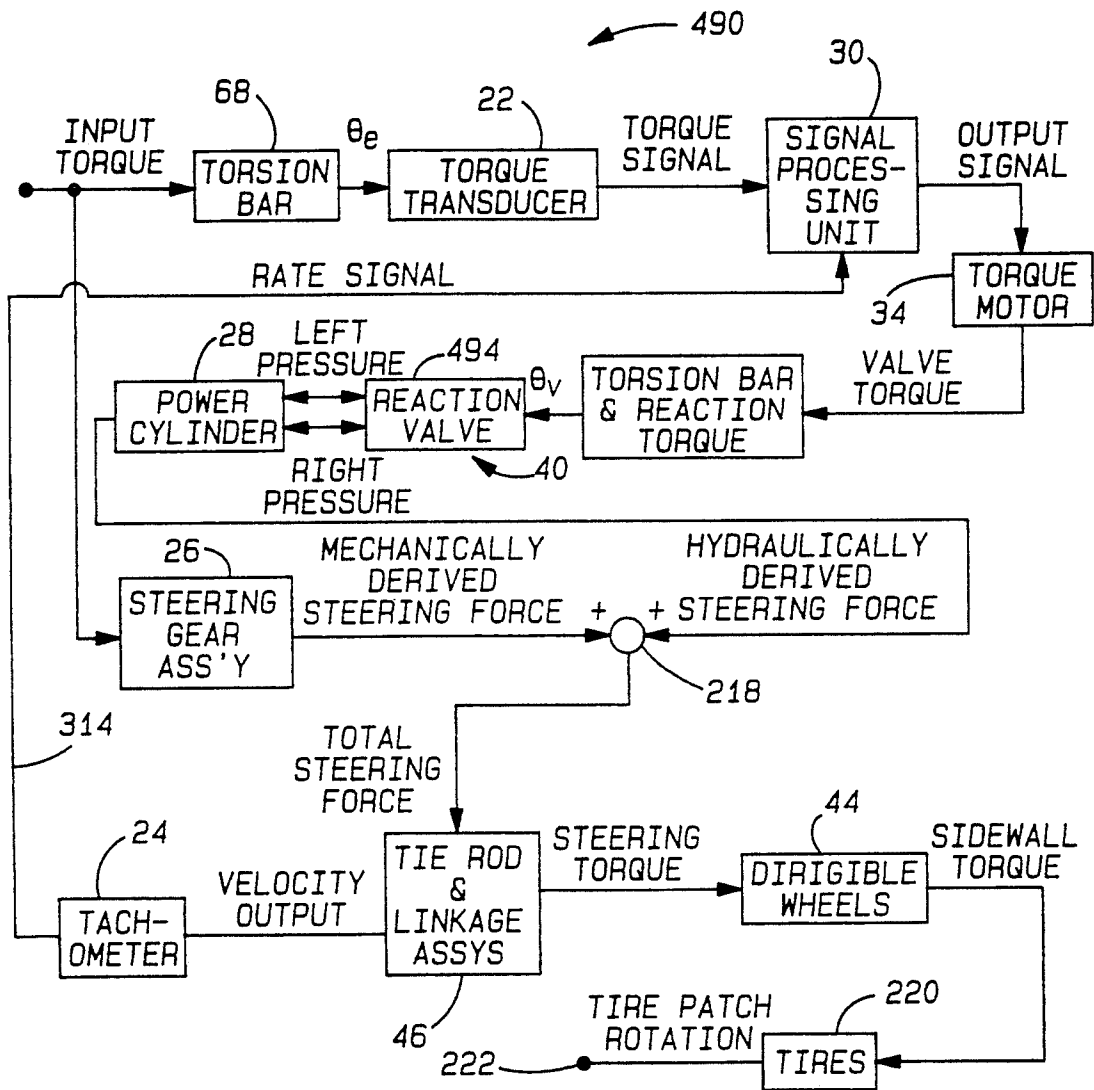 490
68
22
30
INPUT
TORQUE
TORSION
BAR
θe
TORQUE
TRANSDUCER
TORQUE
SIGNAL
SIGNAL
PROCES-
SING
UNIT
OUTPUT
SIGNAL
RATE SIGNAL
34
TORQUE
MOTOR
28
LEFT
PRESSURE
494
POWER
CYLINDER
REACTION
VALVE
θV
TORSION BAR
& REACTION
TORQUE
VALVE
TORQUE
40
RIGHT
PRESSURE
26
STEERING
GEAR
ASS'Y
MECHANICALLY
DERIVED
STEERING FORCE
+
+
HYDRAULICALLY
DERIVED
STEERING FORCE
218
314
TOTAL
STEERING
FORCE
24
TACH-
OMETER
VELOCITY
OUTPUT
TIE ROD
&
LINKAGE
ASSYS
46
STEERING
TORQUE
44
DIRIGIBLE
WHEELS
SIDEWALL
TORQUE
TIRE PATCH
ROTATION
222
220
TIRES